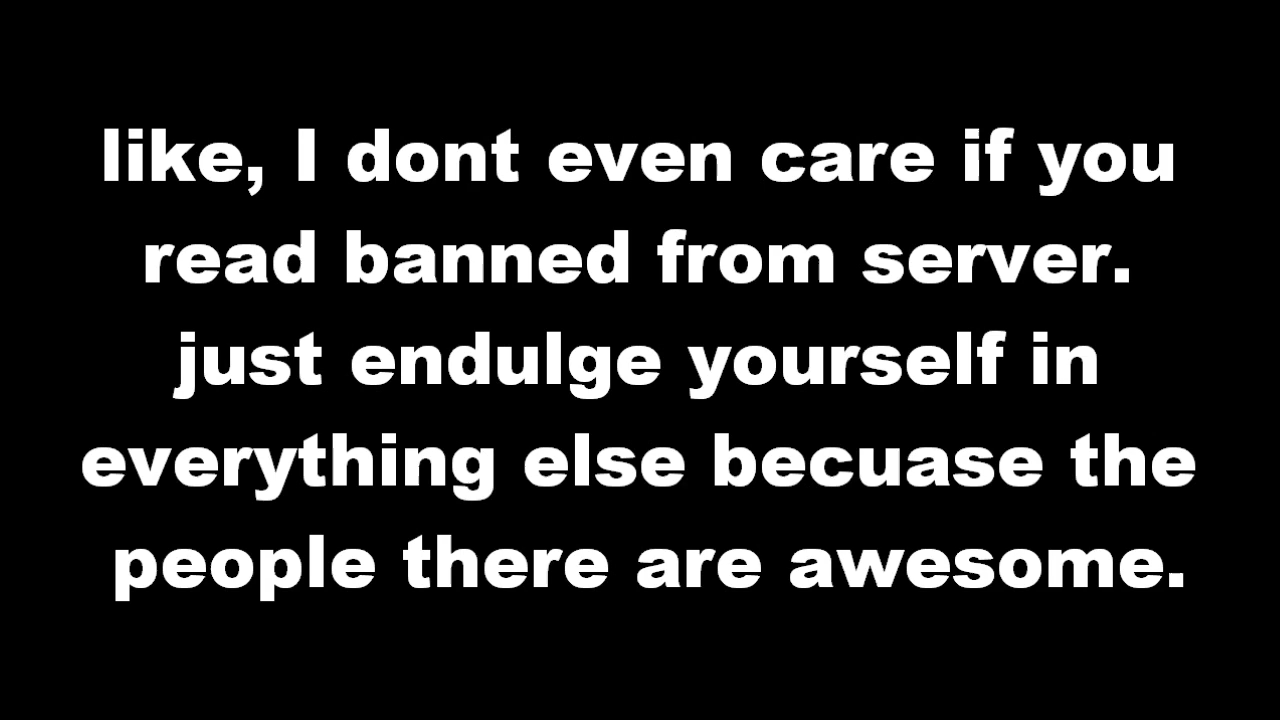 like, I dont even care if you
read banned from server.
just endulge yourself in
everything else becuase the
people there are awesome.